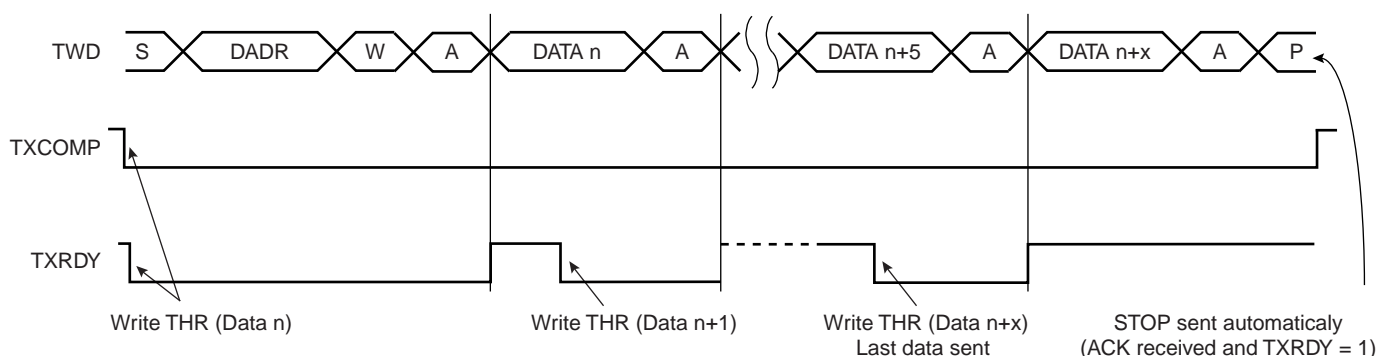 TWD S DADR W A DATA n A DATA n+5 A DATA n+x A P
TXCOMP
TXRDY
Write THR (Data n)
Write THR (Data n+1)
Write THR (Data n+x)
Last data sent
STOP sent automaticaly
(ACK received and TXRDY = 1)